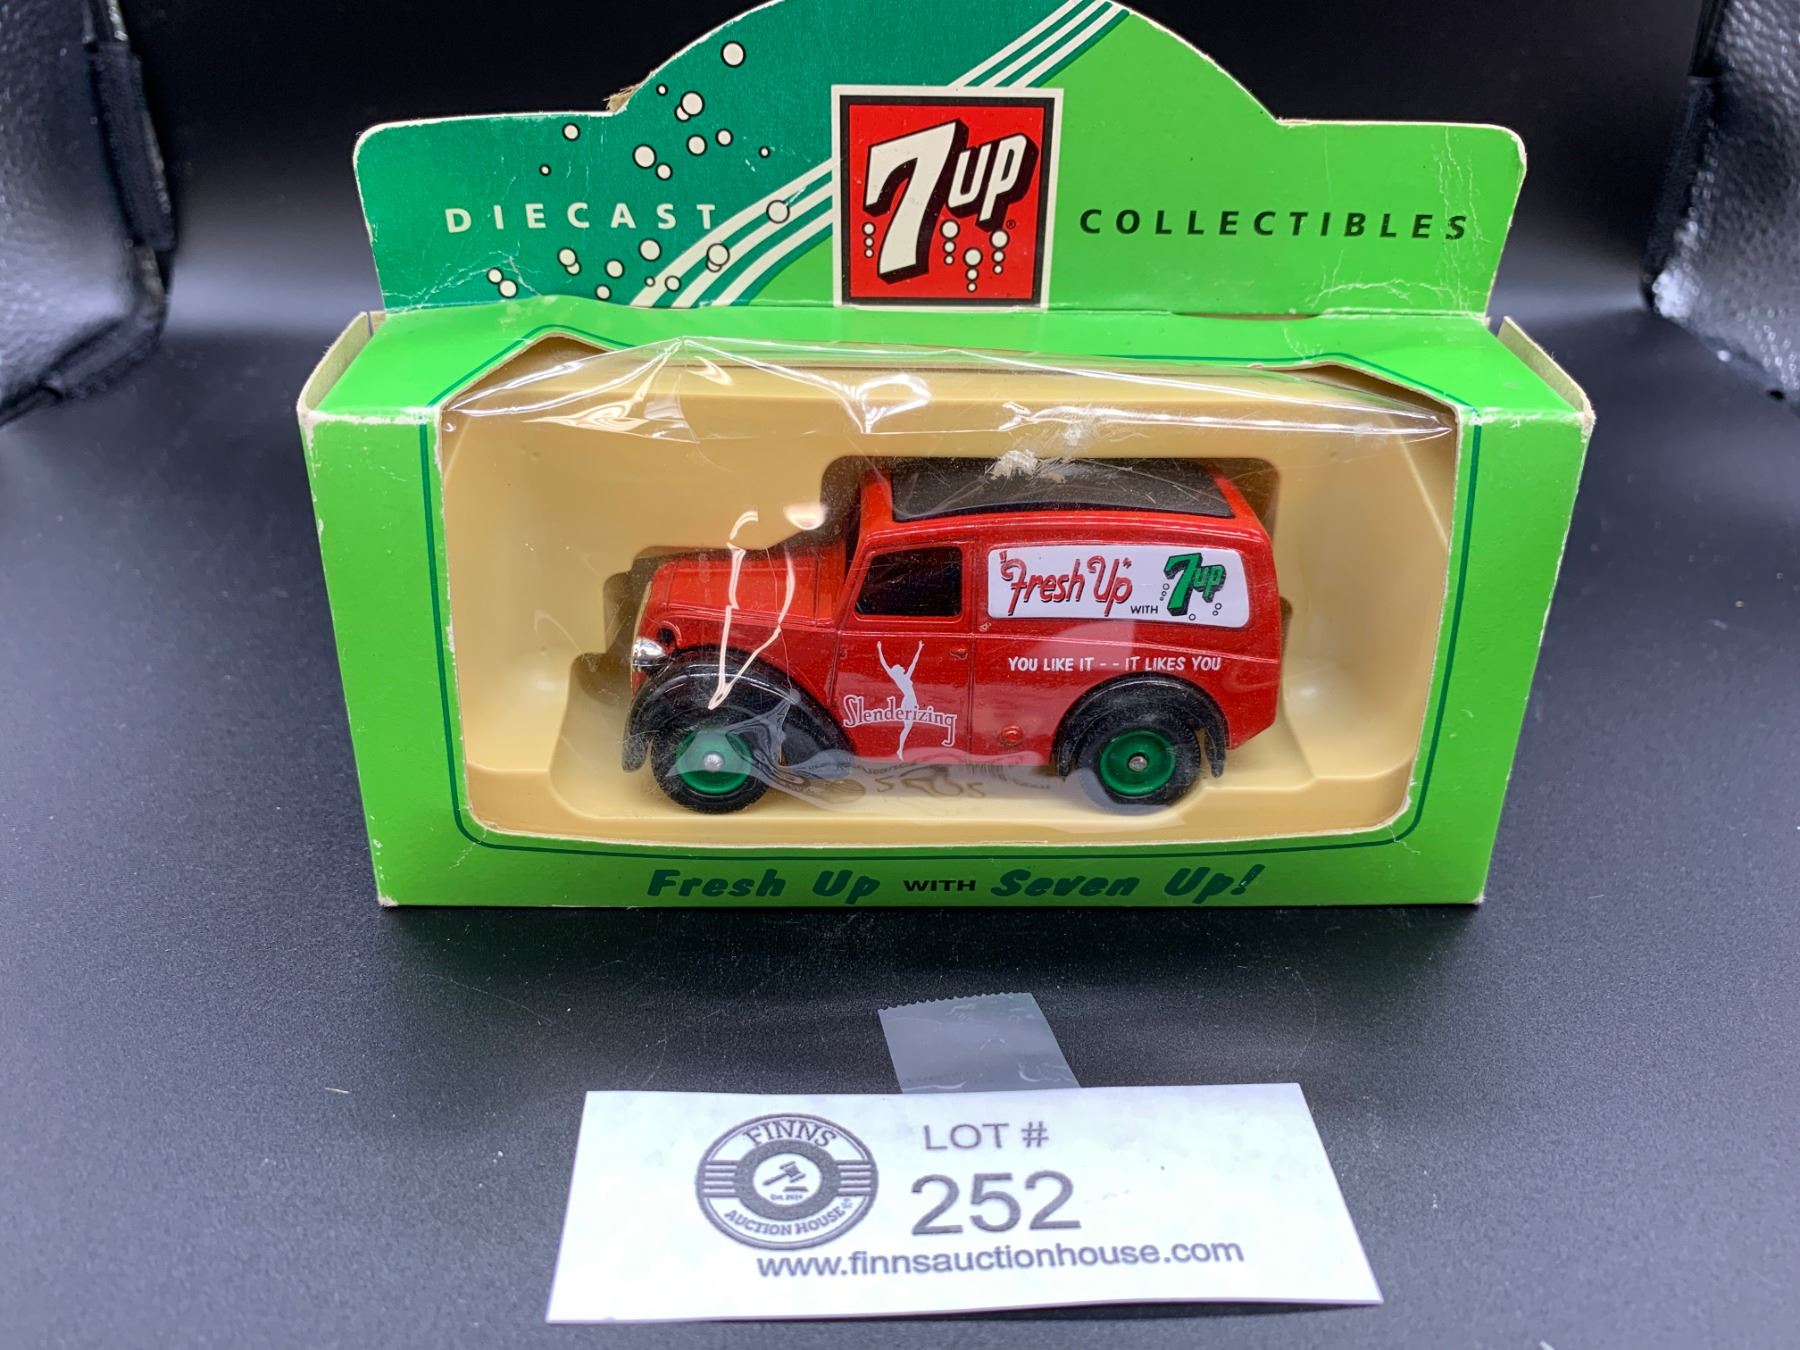 DIECAST
7up®
COLLECTIBLES
"Fresh Up" WITH 7up
YOU LIKE IT -- IT LIKES YOU
Slenderizing
Fresh Up WITH Seven Up!
FINNS
AUCTION HOUSE
LOT #
252
www.finnsauctionhouse.com